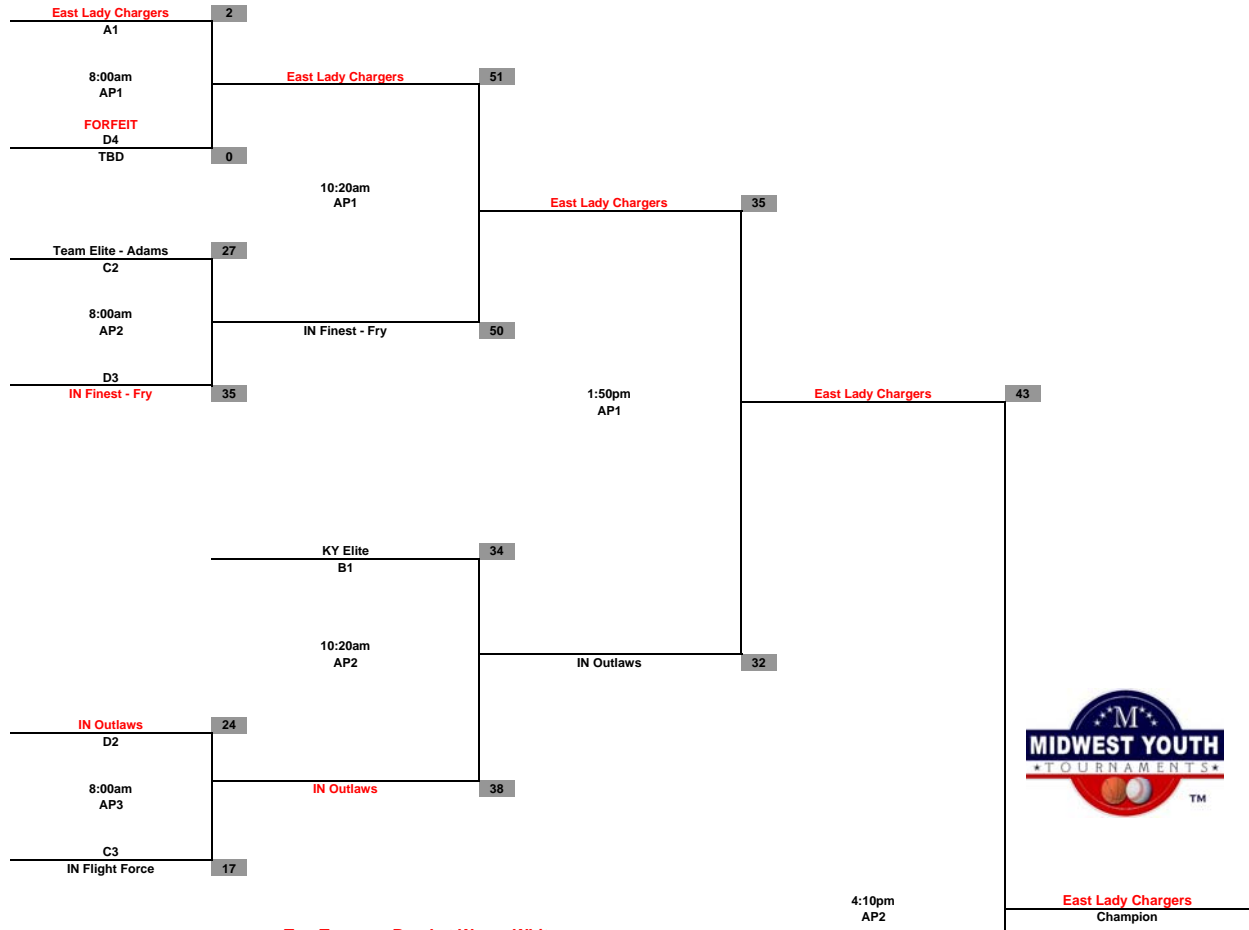 East Lady Chargers 2
A1
8:00am
AP1
East Lady Chargers 51
FORFEIT
D4
TBD 0
10:20am
AP1
East Lady Chargers 35
Team Elite - Adams 27
C2
8:00am
AP2
IN Finest - Fry 50
D3
IN Finest - Fry 35
1:50pm
AP1
East Lady Chargers 43
KY Elite 34
B1
10:20am
AP2
IN Outlaws 32
IN Outlaws 24
D2
8:00am
AP3
IN Outlaws 38
C3
IN Flight Force 17
M
MIDWEST YOUTH
TOURNAMENTS
TM
4:10pm
AP2
East Lady Chargers
Champion